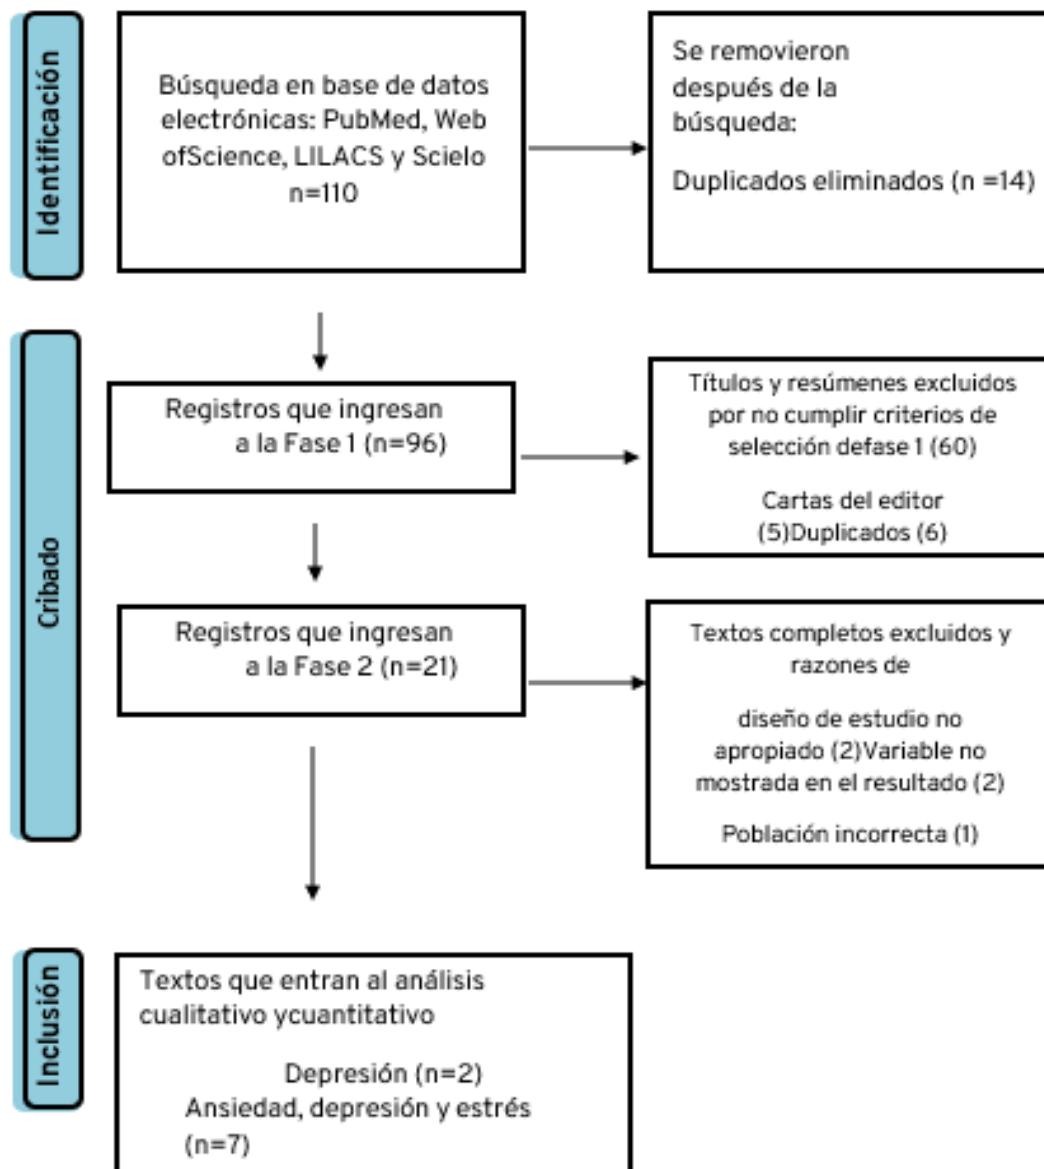 Identificación
Búsqueda en base de datos
electrónicas: PubMed, Web
ofScience, LILACS y Scielo
n=110
Se removieron
después de la
búsqueda:
Duplicados eliminados (n =14)
Cribado
Registros que ingresan
a la Fase 1 (n=96)
Títulos y resúmenes excluidos
por no cumplir criterios de
selección defase 1 (60)
Cartas del editor
(5)Duplicados (6)
Registros que ingresan
a la Fase 2 (n=21)
Textos completos excluidos y
razones de
diseño de estudio no
apropiado (2)Variable no
mostrada en el resultado (2)
Población incorrecta (1)
Inclusión
Textos que entran al análisis
cualitativo ycuantitativo
Depresión (n=2)
Ansiedad, depresión y estrés
(n=7)